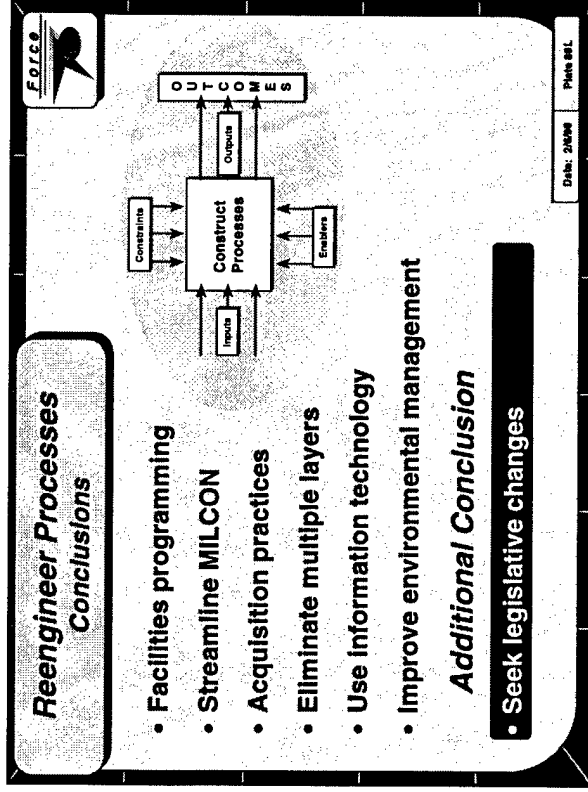 Reengineer Processes
Conclusions
Force
• Facilities programming
• Streamline MILCON
• Acquisition practices
• Eliminate multiple layers
• Use information technology
• Improve environmental management
Constraints
Inputs
Construct
Processes
Outputs
Enablers
OUTCOMES
Additional Conclusion
• Seek legislative changes